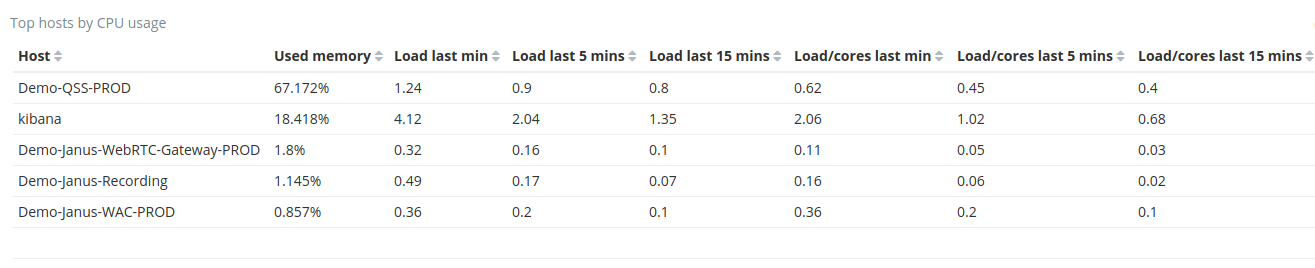 Top hosts by CPU usage
Host Used memory Load last min Load last 5 mins Load last 15 mins Load/cores last min Load/cores last 5 mins Load/cores last 15 mins
Demo-QSS-PROD 67.172% 1.24 0.9 0.8 0.62 0.45 0.4
kibana 18.418% 4.12 2.04 1.35 2.06 1.02 0.68
Demo-Janus-WebRTC-Gateway-PROD 1.8% 0.32 0.16 0.1 0.11 0.05 0.03
Demo-Janus-Recording 1.145% 0.49 0.17 0.07 0.16 0.06 0.02
Demo-Janus-WAC-PROD 0.857% 0.36 0.2 0.1 0.36 0.2 0.1